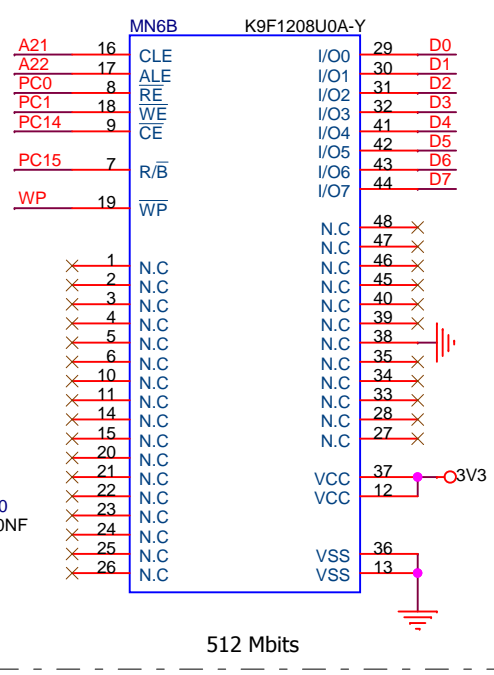 MN6B K9F1208U0A-Y
A21 16 CLE I/O0 29 D0
A22 17 ALE I/O1 30 D1
PC0 8 RE I/O2 31 D2
PC1 18 WE I/O3 32 D3
PC14 9 CE I/O4 41 D4
I/O5 42 D5
PC15 7 R/B I/O6 43 D6
I/O7 44 D7
WP 19 WP
N.C 48
N.C 47
1 N.C N.C 46
2 N.C N.C 45
3 N.C N.C 40
4 N.C N.C 39
5 N.C N.C 38
6 N.C N.C 35
10 N.C N.C 34
11 N.C N.C 33
14 N.C N.C 28
15 N.C N.C 27
20 N.C
21 N.C VCC 37 3V3
22 N.C VCC 12
0
23 N.C
0NF
24 N.C
25 N.C VSS 36
26 N.C VSS 13
512 Mbits